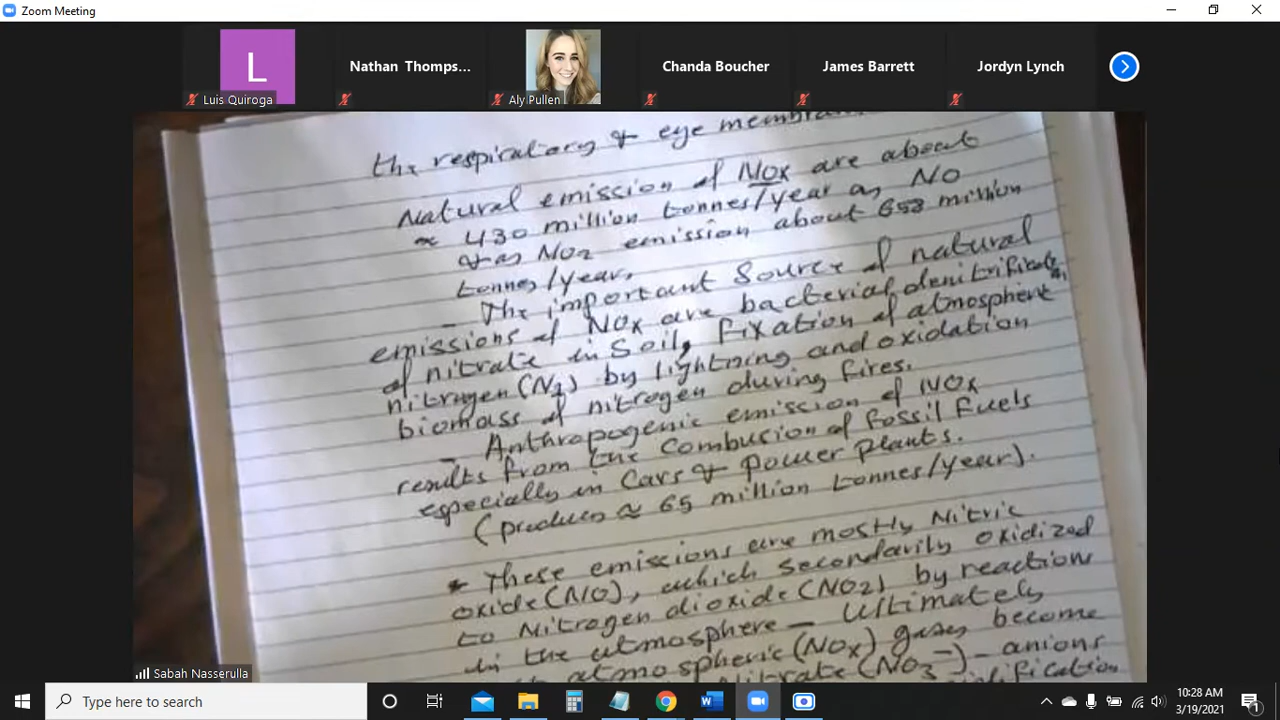 Zoom Meeting
L
Luis Quiroga
Nathan Thomps...
Aly Pullen
Chanda Boucher
James Barrett
Jordyn Lynch
the respiratory & eye
Natural emission of NOx are about
≈ 430 million tonnes/year as NO
& as NO2 emission about 658 million
tonnes/year.
– The important Source of natural
emissions of NOx are bacterial
of nitrate in Soil, Fixation of atmospheric
nitrogen (N2) by lightning and oxidation
biomass of nitrogen during fires.
– Anthropogenic emission of NOx
results from the Combusion of Fossil Fuels
especially in Cars & Power Plants.
(produces ≈ 65 million tonnes/year).
* These emissions are mostly Nitric
oxide (NO), which secondarily oxidized
to Nitrogen dioxide (NO2) by reactions
in the atmosphere – Ultimately
atmospheric (NOx) gases become
Nitrate (NO3-) – anions
Sabah Nasserulla
Type here to search
10:28 AM
3/19/2021
1